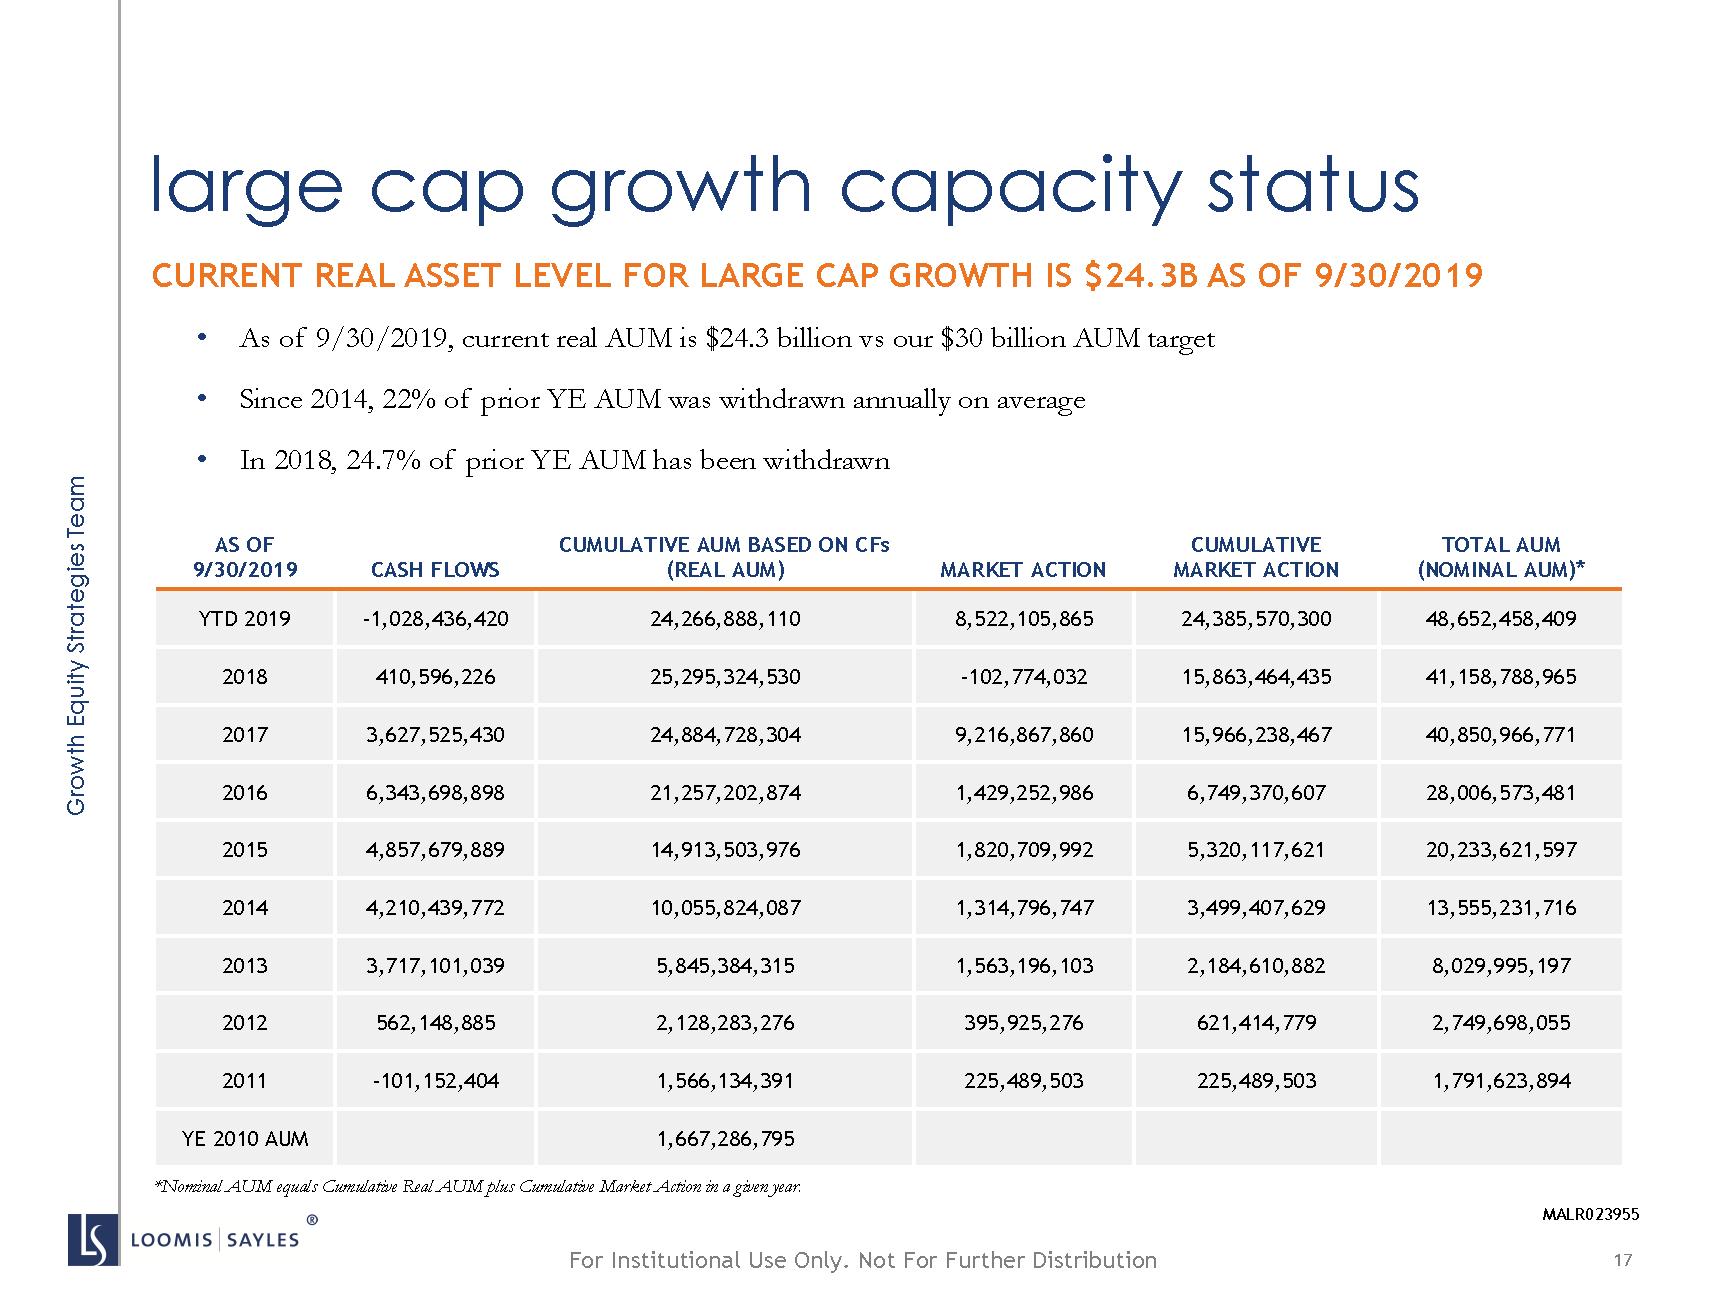 large cap growth capacity status
CURRENT REAL ASSET LEVEL FOR LARGE CAP GROWTH IS $24.3B AS OF 9/30/2019
• As of 9/30/2019, current real AUM is $24.3 billion vs our $30 billion AUM target
• Since 2014, 22% of prior YE AUM was withdrawn annually on average
• In 2018, 24.7% of prior YE AUM has been withdrawn
Growth Equity Strategies Team
AS OF 9/30/2019 CASH FLOWS CUMULATIVE AUM BASED ON CFs (REAL AUM) MARKET ACTION CUMULATIVE MARKET ACTION TOTAL AUM (NOMINAL AUM)*
YTD 2019 -1,028,436,420 24,266,888,110 8,522,105,865 24,385,570,300 48,652,458,409
2018 410,596,226 25,295,324,530 -102,774,032 15,863,464,435 41,158,788,965
2017 3,627,525,430 24,884,728,304 9,216,867,860 15,966,238,467 40,850,966,771
2016 6,343,698,898 21,257,202,874 1,429,252,986 6,749,370,607 28,006,573,481
2015 4,857,679,889 14,913,503,976 1,820,709,992 5,320,117,621 20,233,621,597
2014 4,210,439,772 10,055,824,087 1,314,796,747 3,499,407,629 13,555,231,716
2013 3,717,101,039 5,845,384,315 1,563,196,103 2,184,610,882 8,029,995,197
2012 562,148,885 2,128,283,276 395,925,276 621,414,779 2,749,698,055
2011 -101,152,404 1,566,134,391 225,489,503 225,489,503 1,791,623,894
YE 2010 AUM 1,667,286,795
*Nominal AUM equals Cumulative Real AUM plus Cumulative Market Action in a given year.
MALR023955
LS LOOMIS | SAYLES ®
For Institutional Use Only. Not For Further Distribution
17